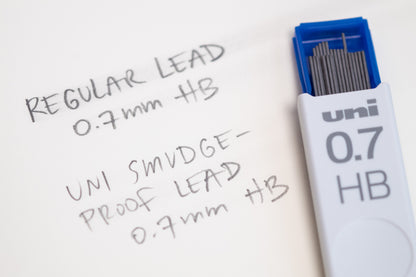 REGULAR LEAD
0.7mm HB
UNI SMUDGE-
PROOF LEAD
0.7mm HB
uni
0.7
HB